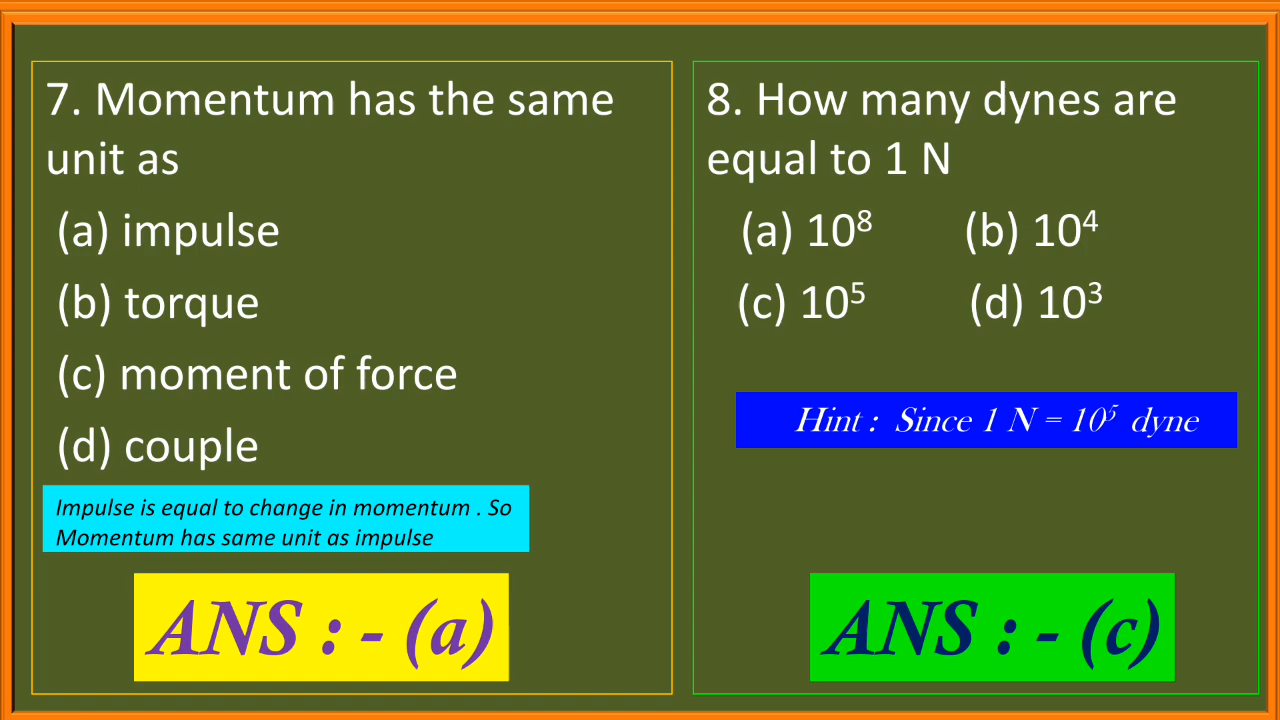 7. Momentum has the same
unit as
(a) impulse
(b) torque
(c) moment of force
(d) couple
Impulse is equal to change in momentum . So
Momentum has same unit as impulse
ANS : - (a)
8. How many dynes are
equal to 1 N
(a) 10⁸ (b) 10⁴
(c) 10⁵ (d) 10³
Hint : Since 1 N = 10⁵ dyne
ANS : - (c)